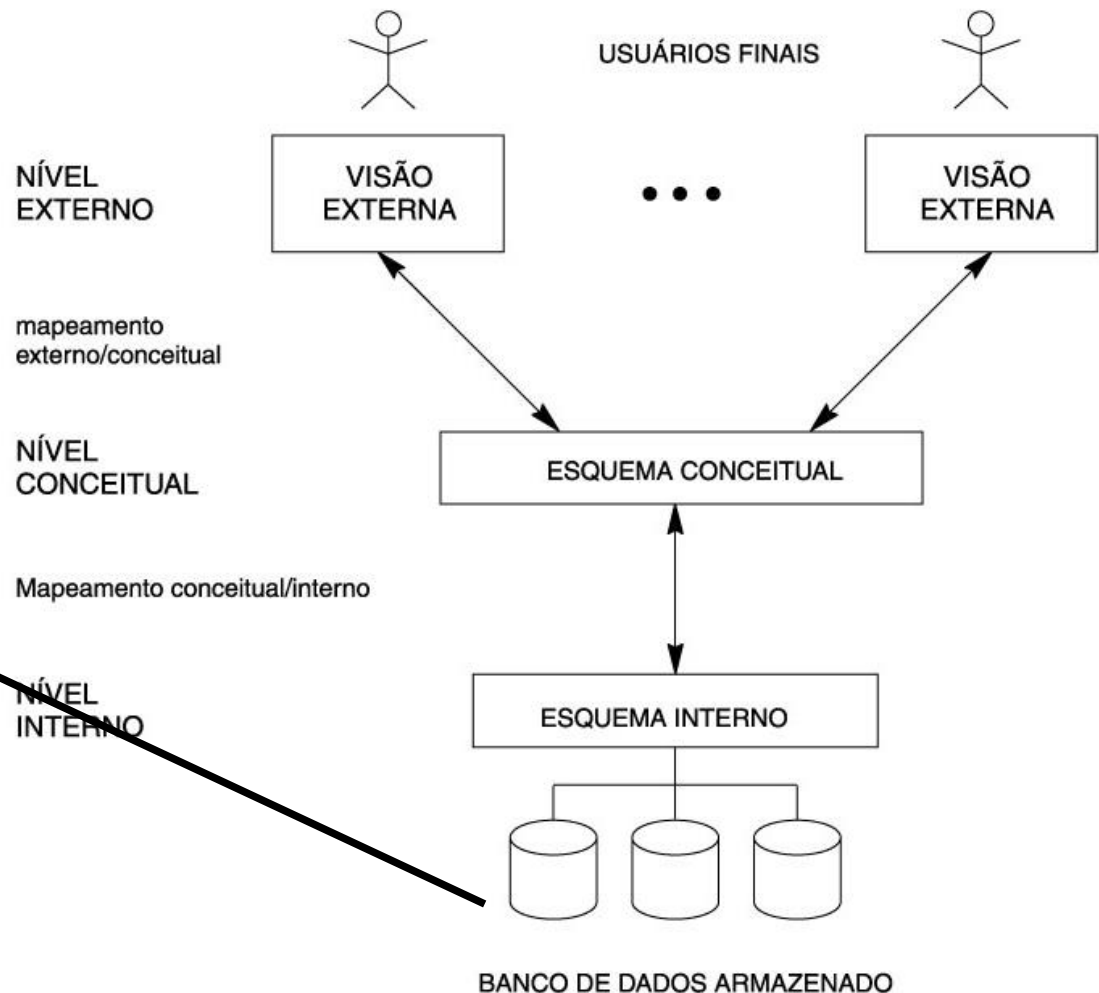 USUÁRIOS FINAIS
NÍVEL
EXTERNO
VISÃO
EXTERNA
VISÃO
EXTERNA
mapeamento
externo/conceitual
NÍVEL
CONCEITUAL
ESQUEMA CONCEITUAL
Mapeamento conceitual/interno
NÍVEL
INTERNO
ESQUEMA INTERNO
BANCO DE DADOS ARMAZENADO